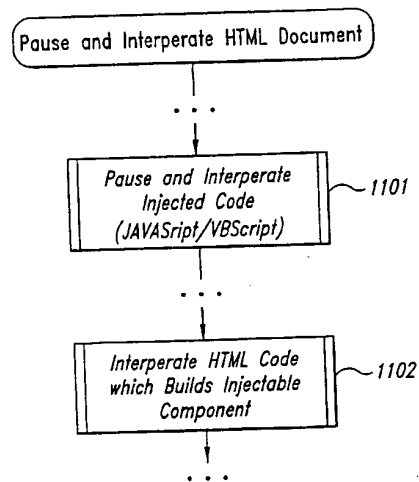 Pause and Interperate HTML Document
. . .
Pause and Interperate
Injected Code
(JAVASript/VBScript)
1101
. . .
Interperate HTML Code
which Builds Injectable
Component
1102
. . .